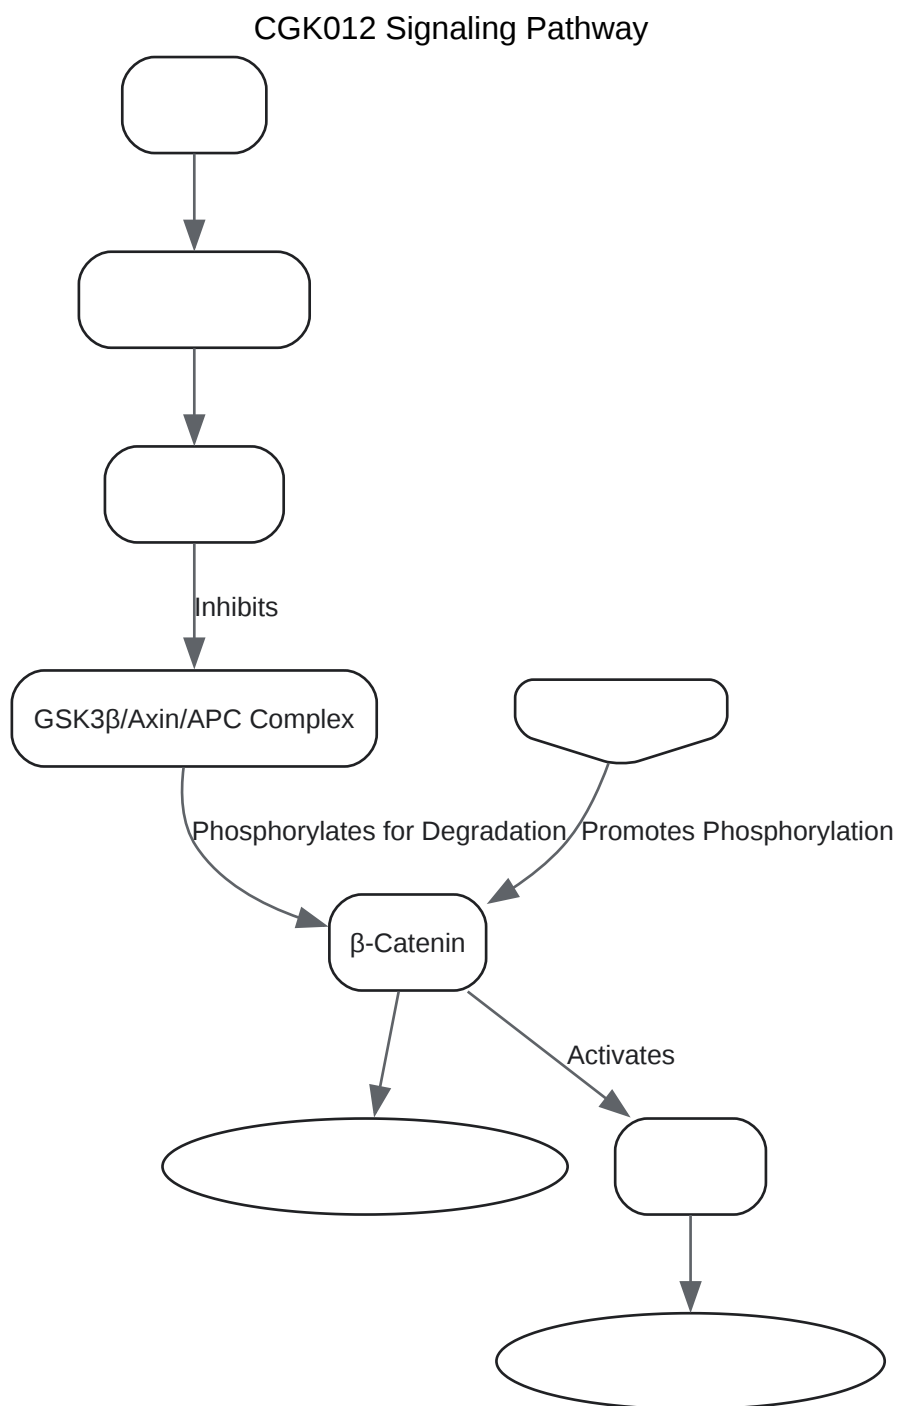 CGK012 Signaling Pathway
Inhibits
GSK3β/Axin/APC Complex
Phosphorylates for Degradation
Promotes Phosphorylation
β-Catenin
Activates